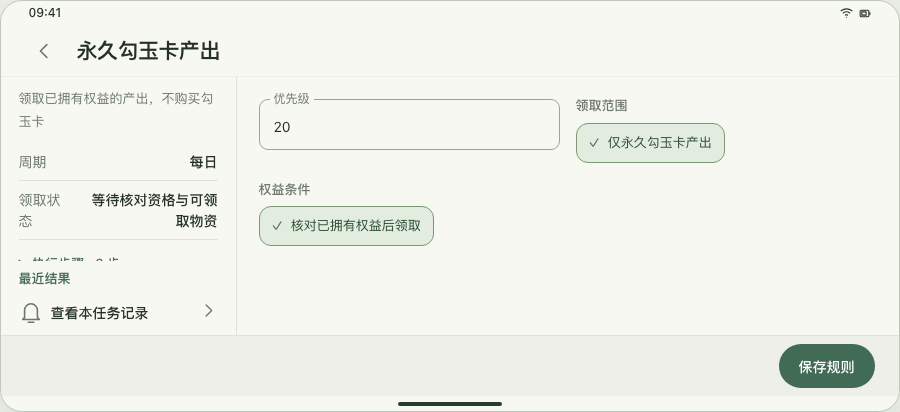 09:41
永久勾玉卡产出
领取已拥有权益的产出，不购买勾
玉卡
周期
每日
领取状
态
等待核对资格与可领
取物资
最近结果
查看本任务记录
优先级
20
领取范围
仅永久勾玉卡产出
权益条件
核对已拥有权益后领取
保存规则